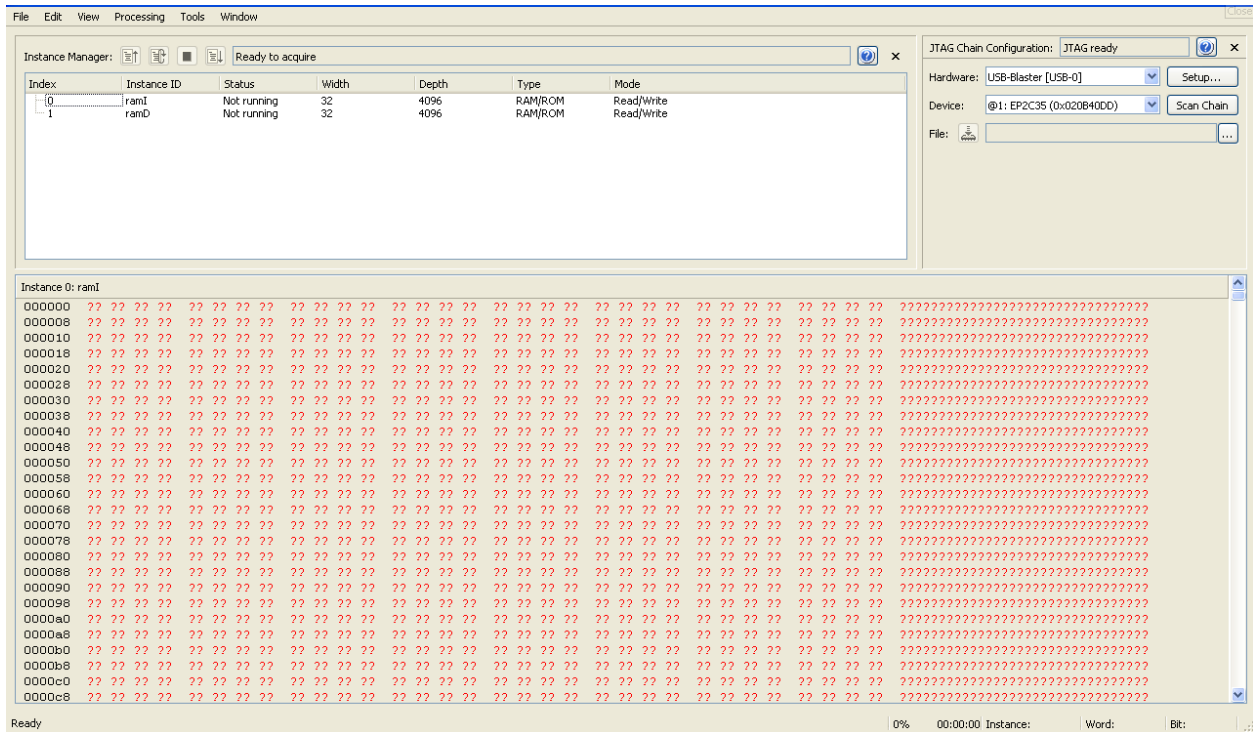 Close
File Edit View Processing Tools Window
Instance Manager: Ready to acquire
Index Instance ID Status Width Depth Type Mode
0 ramI Not running 32 4096 RAM/ROM Read/Write
1 ramD Not running 32 4096 RAM/ROM Read/Write
JTAG Chain Configuration: JTAG ready
Hardware: USB-Blaster [USB-0] Setup...
Device: @1: EP2C35 (0x020B40DD) Scan Chain
File: ...
Instance 0: ramI
000000 ?? ?? ?? ?? ?? ?? ?? ?? ?? ?? ?? ?? ?? ?? ?? ?? ?? ?? ?? ?? ?? ?? ?? ?? ?? ?? ?? ?? ?? ?? ?? ?? ????????????????????????????????
000008 ?? ?? ?? ?? ?? ?? ?? ?? ?? ?? ?? ?? ?? ?? ?? ?? ?? ?? ?? ?? ?? ?? ?? ?? ?? ?? ?? ?? ?? ?? ?? ?? ????????????????????????????????
000010 ?? ?? ?? ?? ?? ?? ?? ?? ?? ?? ?? ?? ?? ?? ?? ?? ?? ?? ?? ?? ?? ?? ?? ?? ?? ?? ?? ?? ?? ?? ?? ?? ????????????????????????????????
000018 ?? ?? ?? ?? ?? ?? ?? ?? ?? ?? ?? ?? ?? ?? ?? ?? ?? ?? ?? ?? ?? ?? ?? ?? ?? ?? ?? ?? ?? ?? ?? ?? ????????????????????????????????
000020 ?? ?? ?? ?? ?? ?? ?? ?? ?? ?? ?? ?? ?? ?? ?? ?? ?? ?? ?? ?? ?? ?? ?? ?? ?? ?? ?? ?? ?? ?? ?? ?? ????????????????????????????????
000028 ?? ?? ?? ?? ?? ?? ?? ?? ?? ?? ?? ?? ?? ?? ?? ?? ?? ?? ?? ?? ?? ?? ?? ?? ?? ?? ?? ?? ?? ?? ?? ?? ????????????????????????????????
000030 ?? ?? ?? ?? ?? ?? ?? ?? ?? ?? ?? ?? ?? ?? ?? ?? ?? ?? ?? ?? ?? ?? ?? ?? ?? ?? ?? ?? ?? ?? ?? ?? ????????????????????????????????
000038 ?? ?? ?? ?? ?? ?? ?? ?? ?? ?? ?? ?? ?? ?? ?? ?? ?? ?? ?? ?? ?? ?? ?? ?? ?? ?? ?? ?? ?? ?? ?? ?? ????????????????????????????????
000040 ?? ?? ?? ?? ?? ?? ?? ?? ?? ?? ?? ?? ?? ?? ?? ?? ?? ?? ?? ?? ?? ?? ?? ?? ?? ?? ?? ?? ?? ?? ?? ?? ????????????????????????????????
000048 ?? ?? ?? ?? ?? ?? ?? ?? ?? ?? ?? ?? ?? ?? ?? ?? ?? ?? ?? ?? ?? ?? ?? ?? ?? ?? ?? ?? ?? ?? ?? ?? ????????????????????????????????
000050 ?? ?? ?? ?? ?? ?? ?? ?? ?? ?? ?? ?? ?? ?? ?? ?? ?? ?? ?? ?? ?? ?? ?? ?? ?? ?? ?? ?? ?? ?? ?? ?? ????????????????????????????????
000058 ?? ?? ?? ?? ?? ?? ?? ?? ?? ?? ?? ?? ?? ?? ?? ?? ?? ?? ?? ?? ?? ?? ?? ?? ?? ?? ?? ?? ?? ?? ?? ?? ????????????????????????????????
000060 ?? ?? ?? ?? ?? ?? ?? ?? ?? ?? ?? ?? ?? ?? ?? ?? ?? ?? ?? ?? ?? ?? ?? ?? ?? ?? ?? ?? ?? ?? ?? ?? ????????????????????????????????
000068 ?? ?? ?? ?? ?? ?? ?? ?? ?? ?? ?? ?? ?? ?? ?? ?? ?? ?? ?? ?? ?? ?? ?? ?? ?? ?? ?? ?? ?? ?? ?? ?? ????????????????????????????????
000070 ?? ?? ?? ?? ?? ?? ?? ?? ?? ?? ?? ?? ?? ?? ?? ?? ?? ?? ?? ?? ?? ?? ?? ?? ?? ?? ?? ?? ?? ?? ?? ?? ????????????????????????????????
000078 ?? ?? ?? ?? ?? ?? ?? ?? ?? ?? ?? ?? ?? ?? ?? ?? ?? ?? ?? ?? ?? ?? ?? ?? ?? ?? ?? ?? ?? ?? ?? ?? ????????????????????????????????
000080 ?? ?? ?? ?? ?? ?? ?? ?? ?? ?? ?? ?? ?? ?? ?? ?? ?? ?? ?? ?? ?? ?? ?? ?? ?? ?? ?? ?? ?? ?? ?? ?? ????????????????????????????????
000088 ?? ?? ?? ?? ?? ?? ?? ?? ?? ?? ?? ?? ?? ?? ?? ?? ?? ?? ?? ?? ?? ?? ?? ?? ?? ?? ?? ?? ?? ?? ?? ?? ????????????????????????????????
000090 ?? ?? ?? ?? ?? ?? ?? ?? ?? ?? ?? ?? ?? ?? ?? ?? ?? ?? ?? ?? ?? ?? ?? ?? ?? ?? ?? ?? ?? ?? ?? ?? ????????????????????????????????
000098 ?? ?? ?? ?? ?? ?? ?? ?? ?? ?? ?? ?? ?? ?? ?? ?? ?? ?? ?? ?? ?? ?? ?? ?? ?? ?? ?? ?? ?? ?? ?? ?? ????????????????????????????????
0000a0 ?? ?? ?? ?? ?? ?? ?? ?? ?? ?? ?? ?? ?? ?? ?? ?? ?? ?? ?? ?? ?? ?? ?? ?? ?? ?? ?? ?? ?? ?? ?? ?? ????????????????????????????????
0000a8 ?? ?? ?? ?? ?? ?? ?? ?? ?? ?? ?? ?? ?? ?? ?? ?? ?? ?? ?? ?? ?? ?? ?? ?? ?? ?? ?? ?? ?? ?? ?? ?? ????????????????????????????????
0000b0 ?? ?? ?? ?? ?? ?? ?? ?? ?? ?? ?? ?? ?? ?? ?? ?? ?? ?? ?? ?? ?? ?? ?? ?? ?? ?? ?? ?? ?? ?? ?? ?? ????????????????????????????????
0000b8 ?? ?? ?? ?? ?? ?? ?? ?? ?? ?? ?? ?? ?? ?? ?? ?? ?? ?? ?? ?? ?? ?? ?? ?? ?? ?? ?? ?? ?? ?? ?? ?? ????????????????????????????????
0000c0 ?? ?? ?? ?? ?? ?? ?? ?? ?? ?? ?? ?? ?? ?? ?? ?? ?? ?? ?? ?? ?? ?? ?? ?? ?? ?? ?? ?? ?? ?? ?? ?? ????????????????????????????????
0000c8 ?? ?? ?? ?? ?? ?? ?? ?? ?? ?? ?? ?? ?? ?? ?? ?? ?? ?? ?? ?? ?? ?? ?? ?? ?? ?? ?? ?? ?? ?? ?? ?? ????????????????????????????????
Ready 0% 00:00:00 Instance: Word: Bit: